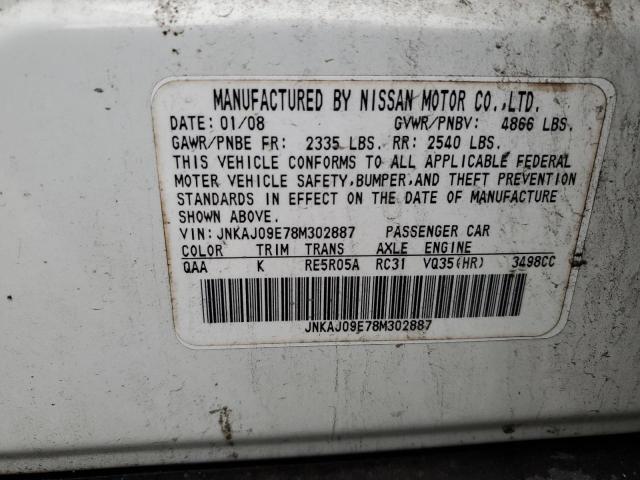 MANUFACTURED BY NISSAN MOTOR CO.,LTD.
DATE: 01/08 GVWR/PNBV: 4866 LBS.
GAWR/PNBE FR: 2335 LBS. RR: 2540 LBS.
THIS VEHICLE CONFORMS TO ALL APPLICABLE FEDERAL
MOTER VEHICLE SAFETY,BUMPER,AND THEFT PREVENTION
STANDARDS IN EFFECT ON THE DATE OF MANUFACTURE
SHOWN ABOVE.
VIN: JNKAJ09E78M302887 PASSENGER CAR
COLOR TRIM TRANS AXLE ENGINE
QAA K RE5R05A RC31 VQ35(HR) 3498CC
JNKAJ09E78M302887